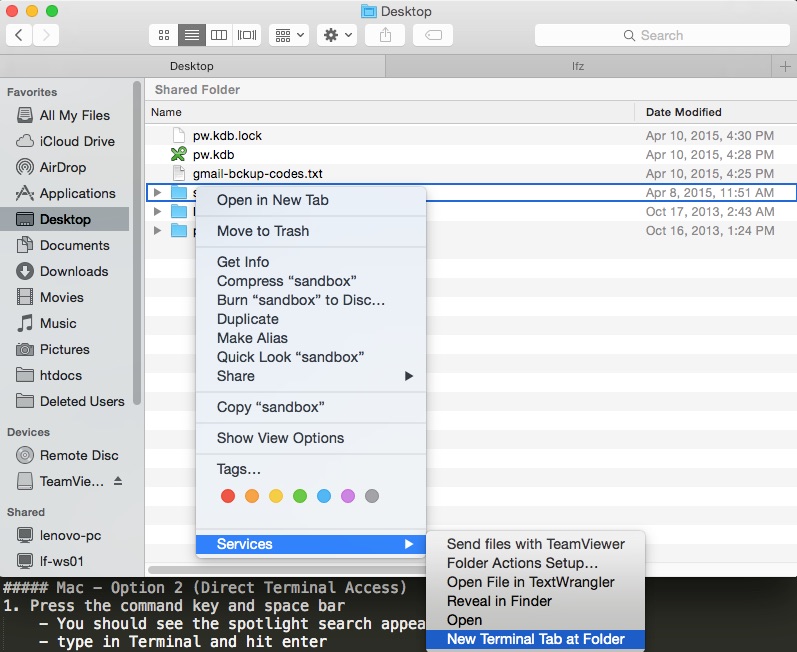 Desktop
Search
Desktop
lfz
+
Favorites
All My Files
iCloud Drive
AirDrop
Applications
Desktop
Documents
Downloads
Movies
Music
Pictures
htdocs
Deleted Users
Devices
Remote Disc
TeamVie...
Shared
lenovo-pc
lf-ws01
Shared Folder
Name Date Modified
pw.kdb.lock Apr 10, 2015, 4:30 PM
pw.kdb Apr 10, 2015, 4:28 PM
gmail-bckup-codes.txt Apr 10, 2015, 4:25 PM
Apr 8, 2015, 11:51 AM
Oct 17, 2013, 2:43 AM
Oct 16, 2013, 1:24 PM
Open in New Tab
Move to Trash
Get Info
Compress “sandbox”
Burn “sandbox” to Disc...
Duplicate
Make Alias
Quick Look “sandbox”
Share
Copy “sandbox”
Show View Options
Tags...
Services
Send files with TeamViewer
Folder Actions Setup...
Open File in TextWrangler
Reveal in Finder
Open
New Terminal Tab at Folder
##### Mac – Option 2 (Direct Terminal Access)
1. Press the command key and space bar
– You should see the spotlight search appea
– type in Terminal and hit enter